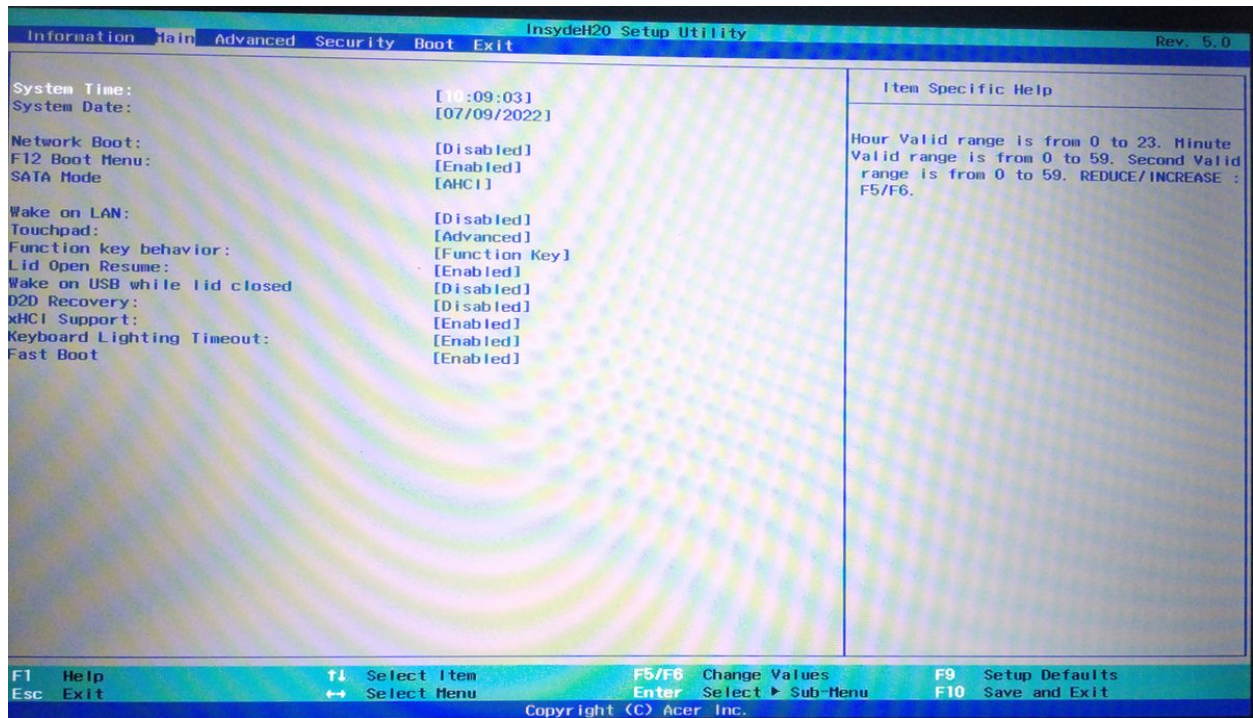 InsydeH20 Setup Utility
Rev. 5.0
Information Main Advanced Security Boot Exit
System Time: [10:09:03]
System Date: [07/09/2022]
Network Boot: [Disabled]
F12 Boot Menu: [Enabled]
SATA Mode [AHCI]
Wake on LAN: [Disabled]
Touchpad: [Advanced]
Function key behavior: [Function Key]
Lid Open Resume: [Enabled]
Wake on USB while lid closed [Disabled]
D2D Recovery: [Disabled]
xHCI Support: [Enabled]
Keyboard Lighting Timeout: [Enabled]
Fast Boot [Enabled]
Item Specific Help
Hour Valid range is from 0 to 23. Minute
Valid range is from 0 to 59. Second Valid
range is from 0 to 59. REDUCE/INCREASE :
F5/F6.
F1 Help ↑↓ Select Item F5/F6 Change Values F9 Setup Defaults
Esc Exit ↔ Select Menu Enter Select ▶ Sub-Menu F10 Save and Exit
Copyright (C) Acer Inc.